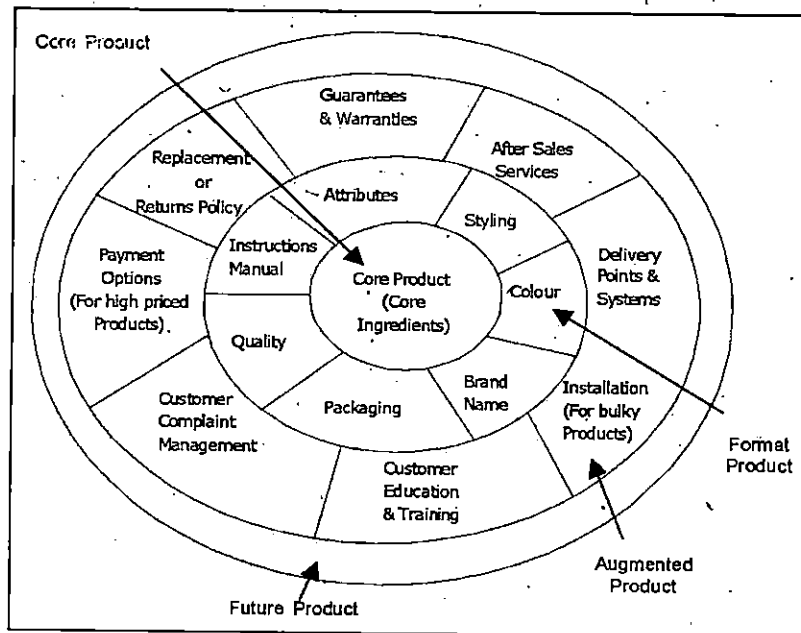 Core Product
Guarantees
& Warranties
After Sales
Services
Replacement
or
Returns Policy
Attributes
Styling
Payment
Options
(For high priced
Products)
Instructions
Manual
Core Product
(Core
Ingredients)
Colour
Delivery
Points &
Systems
Quality
Brand
Name
Installation
(For bulky
Products)
Customer
Complaint
Management
Packaging
Format
Product
Customer
Education
& Training
Augmented
Product
Future Product